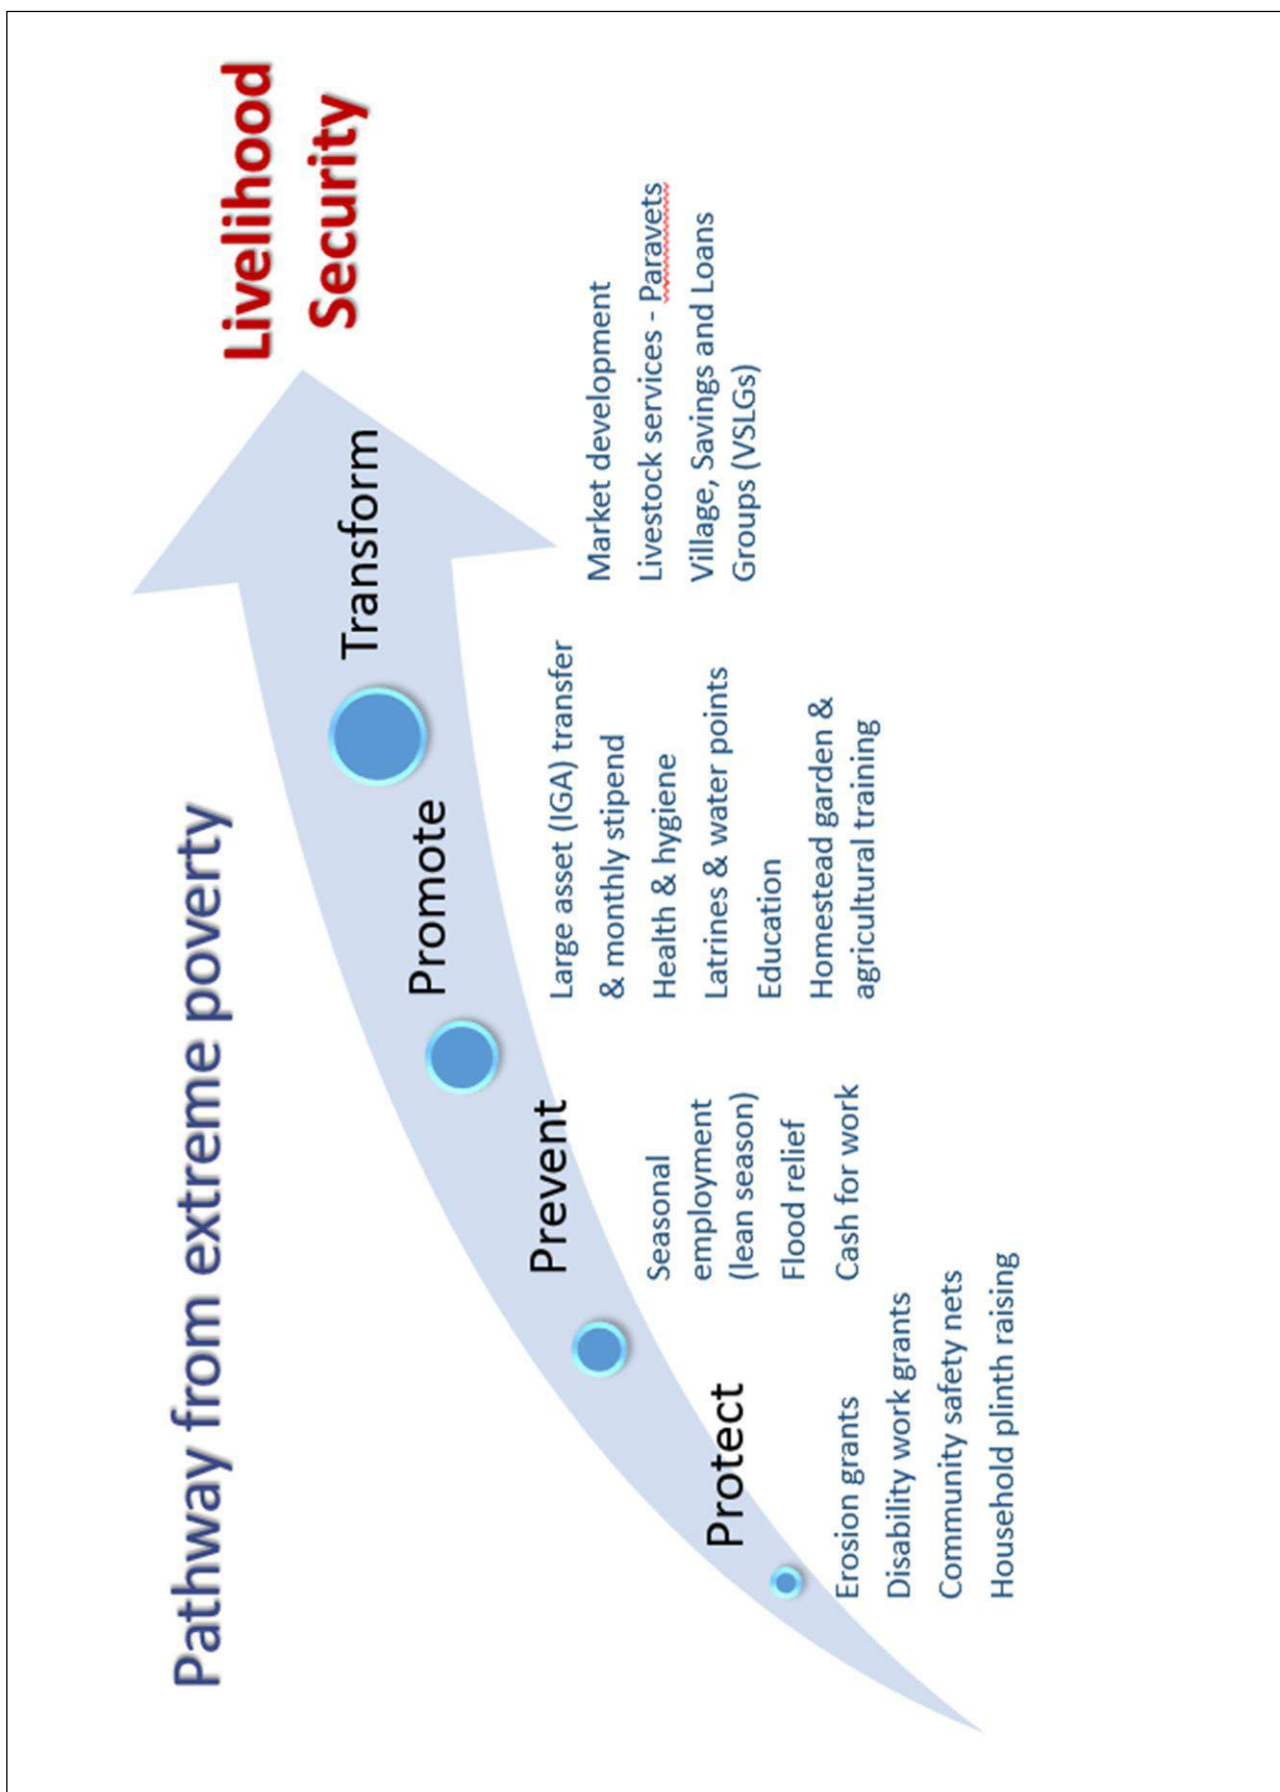 Pathway from extreme poverty
Livelihood
Security
Protect
Erosion grants
Disability work grants
Community safety nets
Household plinth raising
Prevent
Seasonal
employment
(lean season)
Flood relief
Cash for work
Promote
Large asset (IGA) transfer
& monthly stipend
Health & hygiene
Latrines & water points
Education
Homestead garden &
agricultural training
Transform
Market development
Livestock services - Paravets
Village, Savings and Loans
Groups (VSLGs)